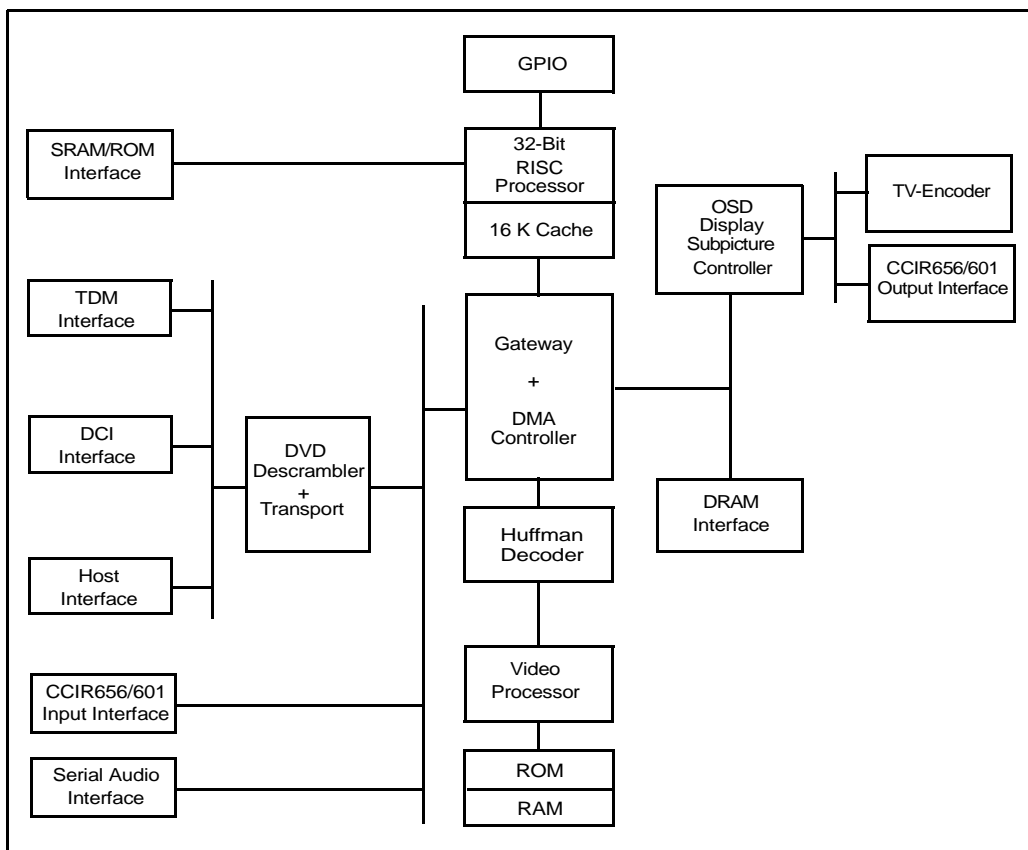 GPIO
SRAM/ROM
Interface
32-Bit
RISC
Processor
16 K Cache
OSD
Display
Subpicture
Controller
TV-Encoder
CCIR656/601
Output Interface
TDM
Interface
Gateway
+
DMA
Controller
DCI
Interface
DVD
Descrambler
+
Transport
DRAM
Interface
Huffman
Decoder
Host
Interface
Video
Processor
CCIR656/601
Input Interface
Serial Audio
Interface
ROM
RAM